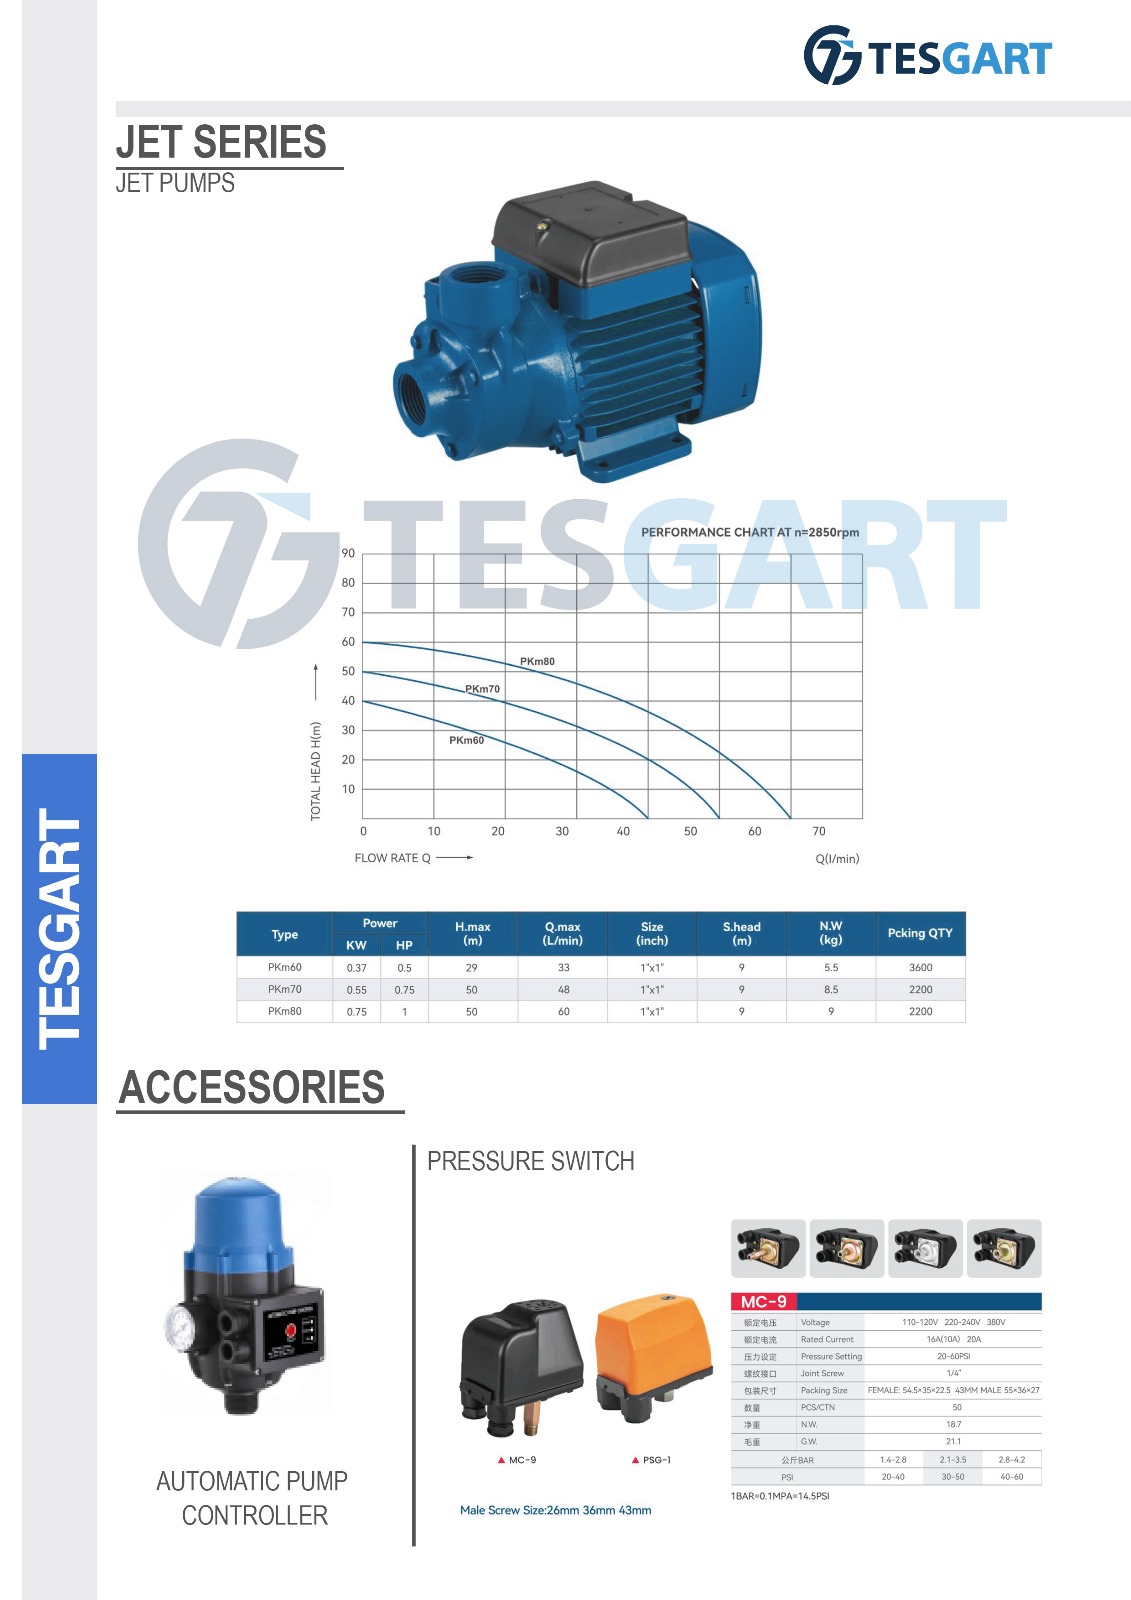 TESGART
JET SERIES
JET PUMPS
TESGART
PERFORMANCE CHART AT n=2850rpm
90
80
70
60
50
40
30
20
10
TOTAL HEAD H(m)
PKm80
PKm70
PKm60
0 10 20 30 40 50 60 70
FLOW RATE Q
Q(l/min)
Type Power H.max (m) Q.max (L/min) Size (inch) S.head (m) N.W (kg) Pcking QTY
KW HP
PKm60 0.37 0.5 29 33 1"x1" 9 5.5 3600
PKm70 0.55 0.75 50 48 1"x1" 9 8.5 2200
PKm80 0.75 1 50 60 1"x1" 9 9 2200
TESGART
ACCESSORIES
AUTOMATIC PUMP
CONTROLLER
PRESSURE SWITCH
MC-9
PSG-1
Male Screw Size:26mm 36mm 43mm
MC-9
额定电压 Voltage 110-120V 220-240V 380V
额定电流 Rated Current 16A(10A) 20A
压力设定 Pressure Setting 20-60PSI
螺纹接口 Joint Screw 1/4"
包装尺寸 Packing Size FEMALE: 54.5×35×22.5 43MM MALE 55×36×27
数量 PCS/CTN 50
净重 N.W. 18.7
毛重 G.W. 21.1
公斤BAR 1.4-2.8 2.1-3.5 2.8-4.2
PSI 20-40 30-50 40-60
1BAR=0.1MPA=14.5PSI